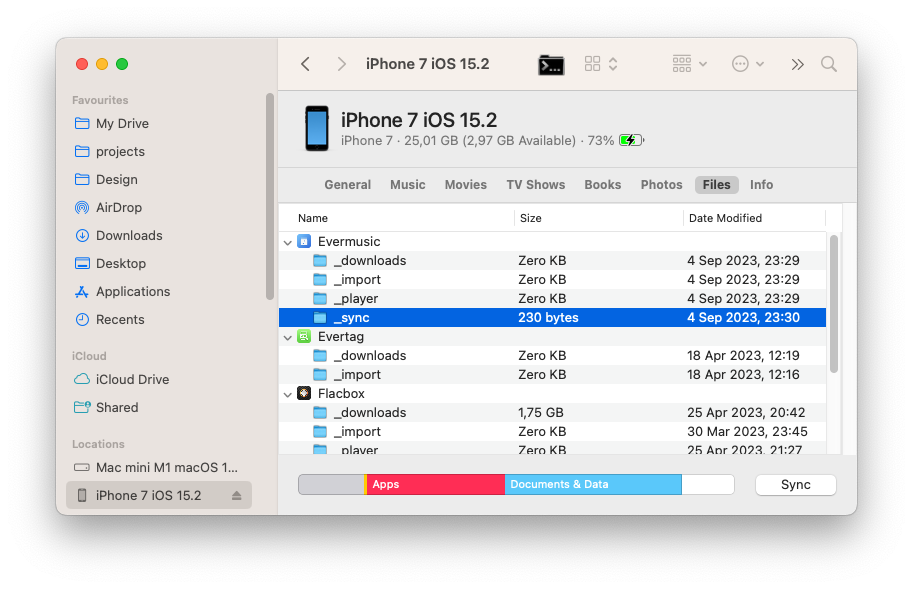 iPhone 7 iOS 15.2
Favourites
My Drive
projects
Design
AirDrop
Downloads
Desktop
Applications
Recents
iCloud
iCloud Drive
Shared
Locations
Mac mini M1 macOS 1...
iPhone 7 iOS 15.2
iPhone 7 iOS 15.2
iPhone 7 · 25,01 GB (2,97 GB Available) · 73%
General Music Movies TV Shows Books Photos Files Info
Name Size Date Modified
Evermusic
_downloads Zero KB 4 Sep 2023, 23:29
_import Zero KB 4 Sep 2023, 23:29
_player Zero KB 4 Sep 2023, 23:29
_sync 230 bytes 4 Sep 2023, 23:30
Evertag
_downloads Zero KB 18 Apr 2023, 12:19
_import Zero KB 18 Apr 2023, 12:16
Flacbox
_downloads 1,75 GB 25 Apr 2023, 20:42
_import Zero KB 30 Mar 2023, 23:45
_player Zero KB 25 Apr 2023, 21:27
Apps Documents & Data Sync